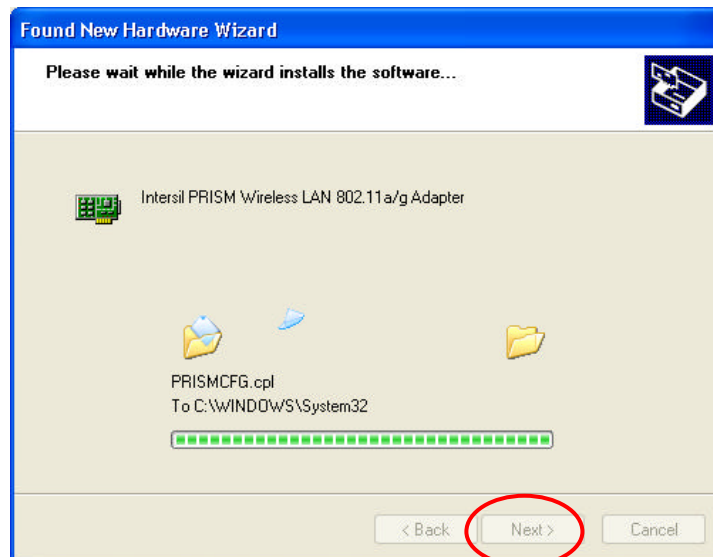 Found New Hardware Wizard
Please wait while the wizard installs the software...
Intersil PRISM Wireless LAN 802.11a/g Adapter
PRISMCFG.cpl
To C:\WINDOWS\System32
< Back Next > Cancel